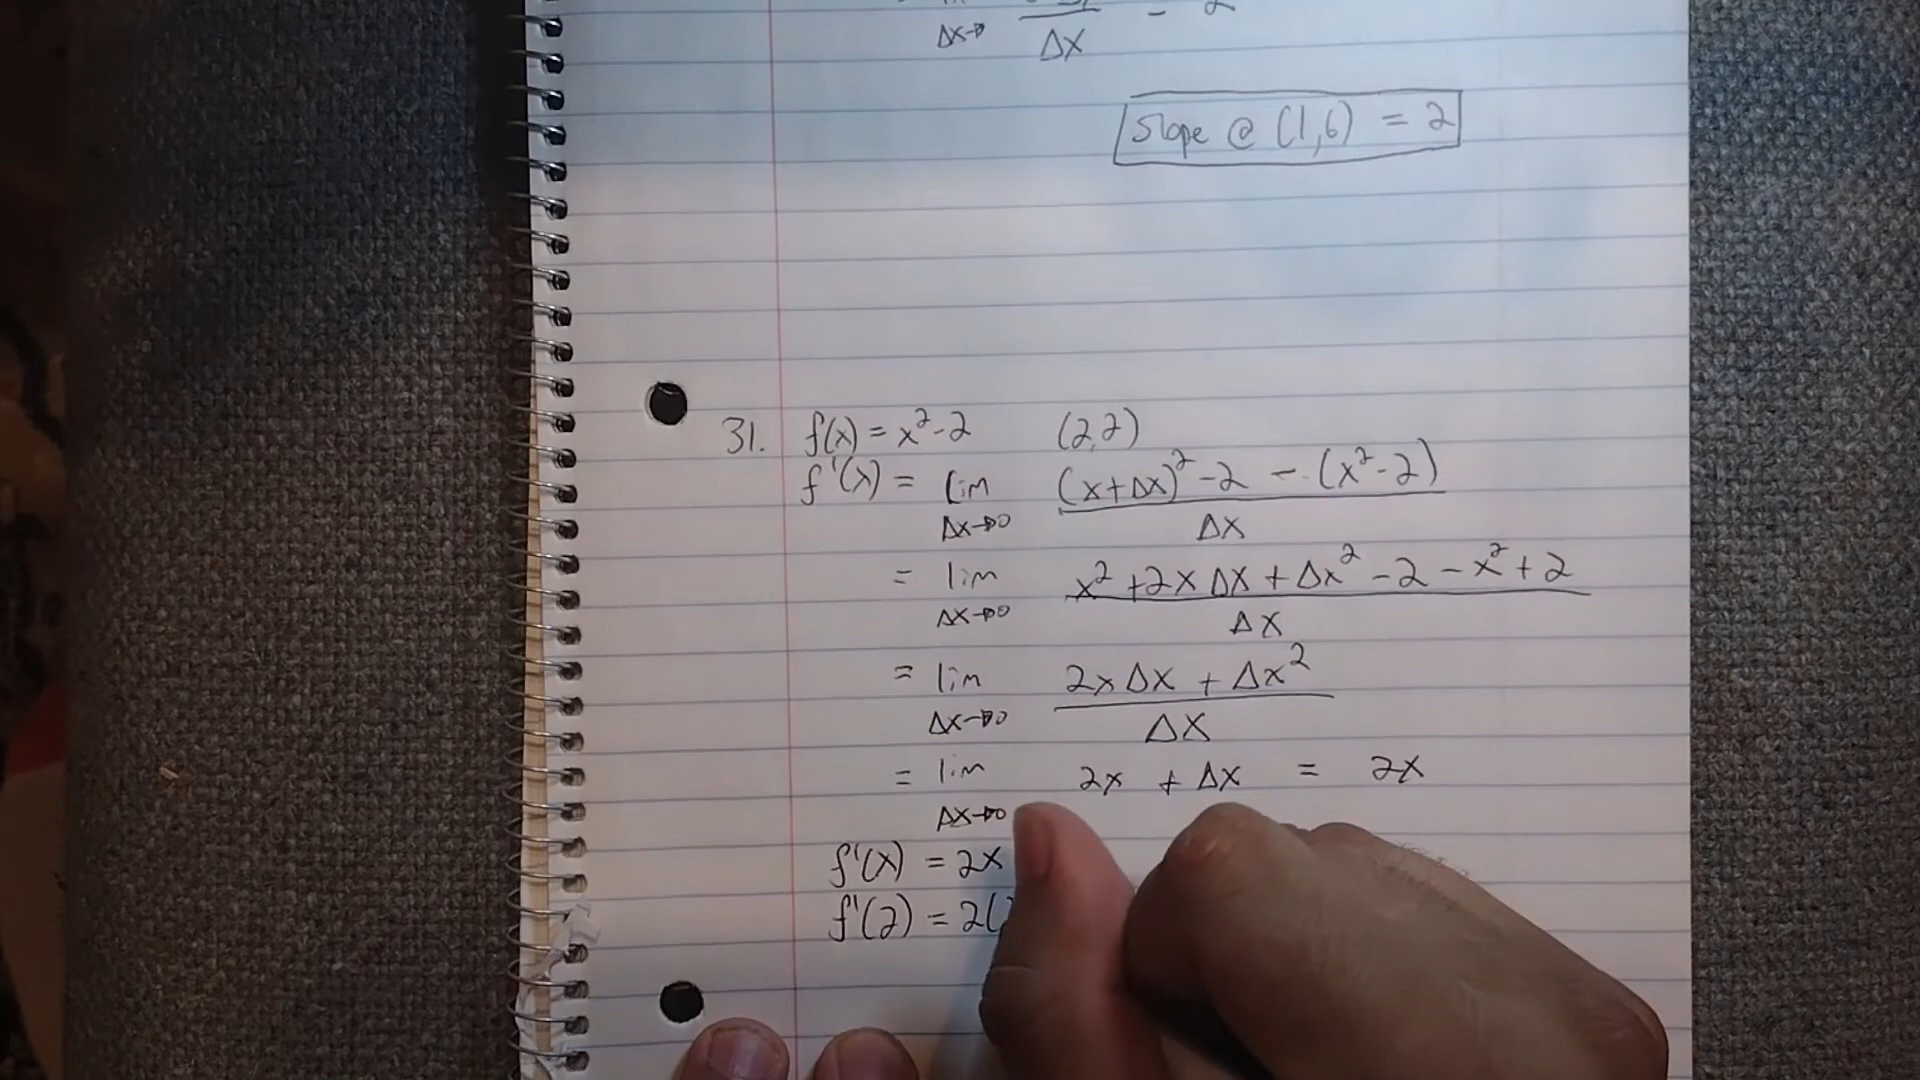 Δx→
Δx = 2
Slope @ (1,6) = 2
31. f(x) = x²-2 (2,2)
f'(x) = lim (x+Δx)²-2 - (x²-2)
Δx→0 Δx
= lim x²+2xΔx+Δx²-2-x²+2
Δx→0 Δx
= lim 2xΔx + Δx²
Δx→0 Δx
= lim 2x + Δx = 2x
Δx→0
f'(x) = 2x
f'(2) = 2(